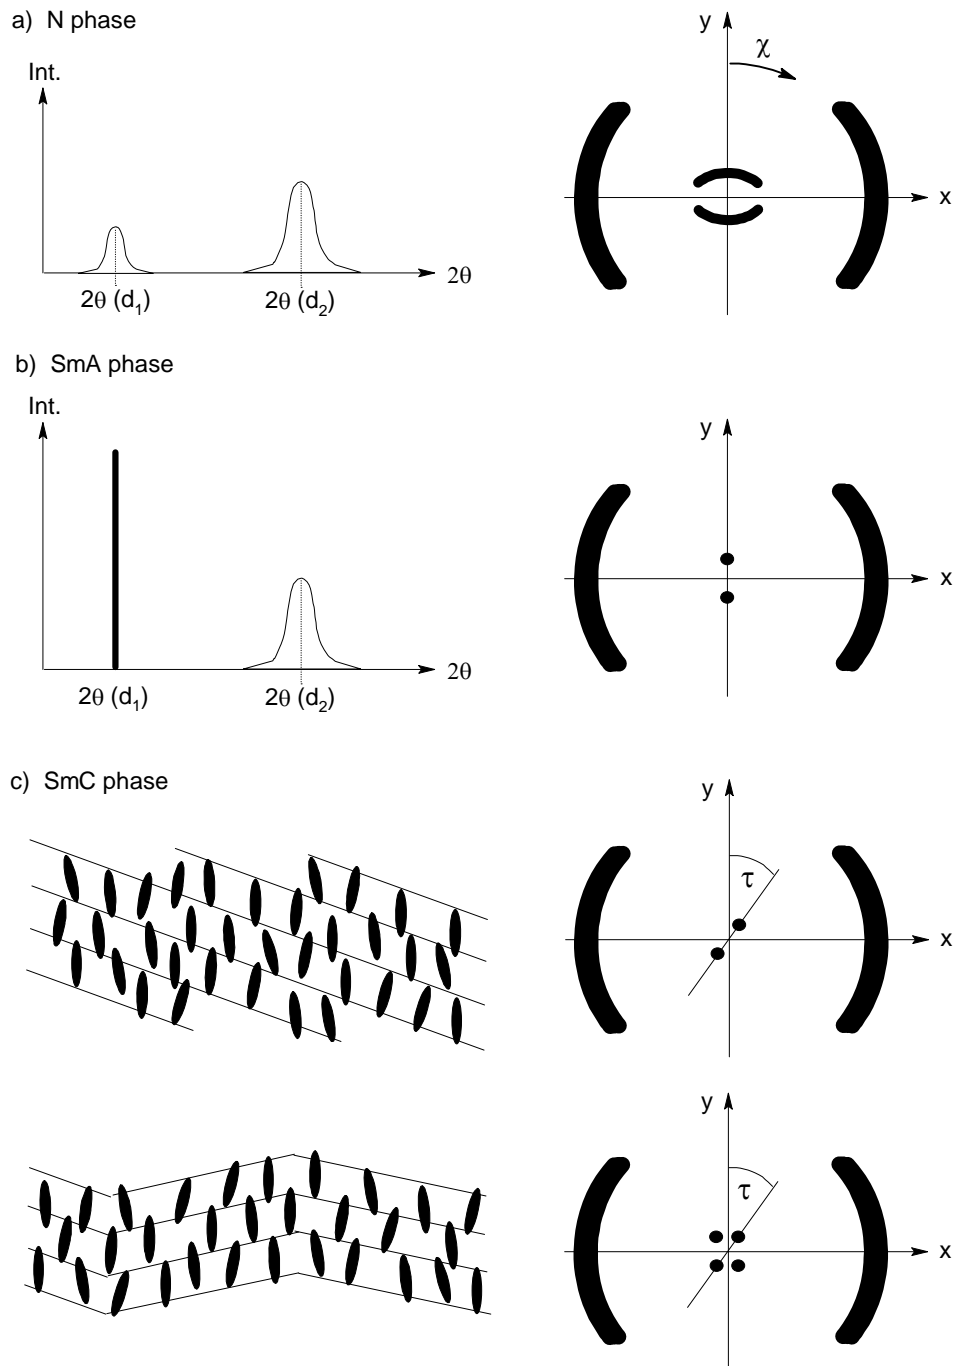 a) N phase
Int.
2θ
2θ (d1)
2θ (d2)
y
χ
x
b) SmA phase
Int.
2θ
2θ (d1)
2θ (d2)
y
x
c) SmC phase
y
τ
x
y
τ
x